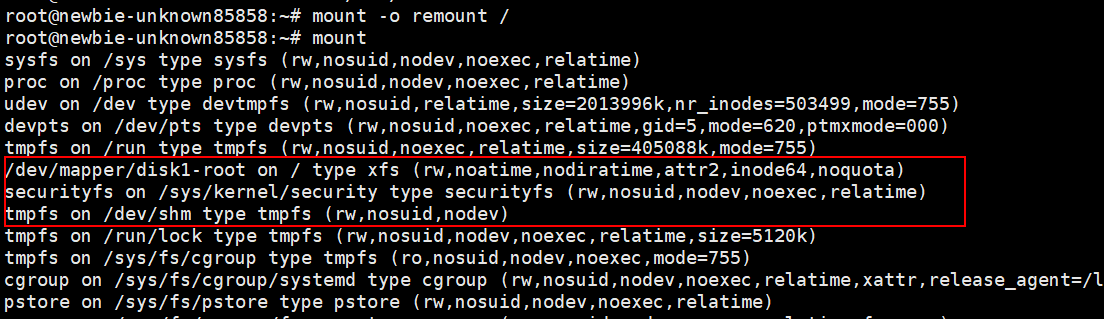 root@newbie-unknown85858:~# mount -o remount /
root@newbie-unknown85858:~# mount
sysfs on /sys type sysfs (rw,nosuid,nodev,noexec,relatime)
proc on /proc type proc (rw,nosuid,nodev,noexec,relatime)
udev on /dev type devtmpfs (rw,nosuid,relatime,size=2013996k,nr_inodes=503499,mode=755)
devpts on /dev/pts type devpts (rw,nosuid,noexec,relatime,gid=5,mode=620,ptmxmode=000)
tmpfs on /run type tmpfs (rw,nosuid,noexec,relatime,size=405088k,mode=755)
/dev/mapper/disk1-root on / type xfs (rw,noatime,nodiratime,attr2,inode64,noquota)
securityfs on /sys/kernel/security type securityfs (rw,nosuid,nodev,noexec,relatime)
tmpfs on /dev/shm type tmpfs (rw,nosuid,nodev)
tmpfs on /run/lock type tmpfs (rw,nosuid,nodev,noexec,relatime,size=5120k)
tmpfs on /sys/fs/cgroup type tmpfs (ro,nosuid,nodev,noexec,mode=755)
cgroup on /sys/fs/cgroup/systemd type cgroup (rw,nosuid,nodev,noexec,relatime,xattr,release_agent=/l
pstore on /sys/fs/pstore type pstore (rw,nosuid,nodev,noexec,relatime)